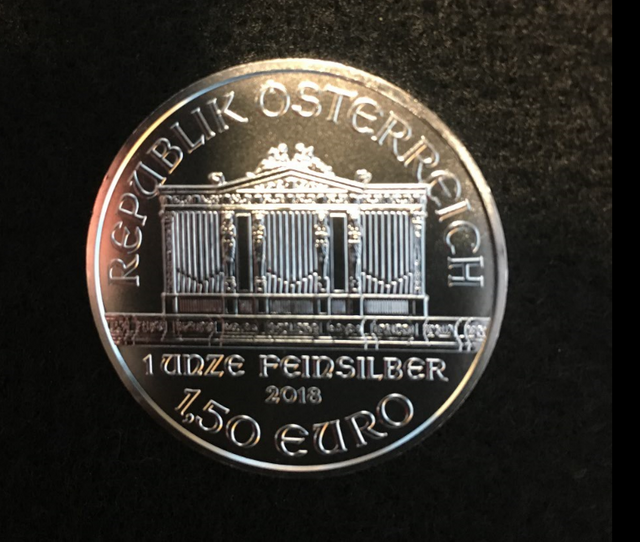 REPUBLIK ÖSTERREICH
1 UNZE FEINSILBER
2018
1,50 EURO